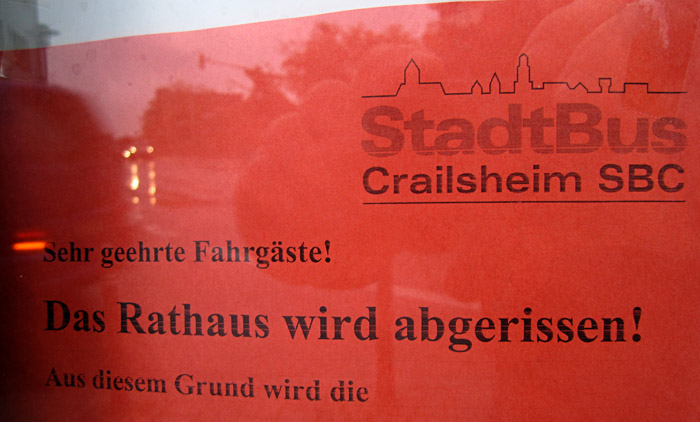 StadtBus
Crailsheim SBC
Sehr geehrte Fahrgäste!
Das Rathaus wird abgerissen!
Aus diesem Grund wird die